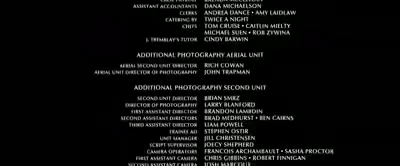 ASSISTANT ACCOUNTANTS DANA MICHAELSON
CLERKS ANDREA DANCE • AMY LAIDLAW
CATERING BY TWICE A NIGHT
CHEFS TOM CRUISE • CAITLIN MIELTY
MICHAEL SUEN • ROB ZYWINA
J. TREMBLAY'S TUTOR CINDY BARWIN
ADDITIONAL PHOTOGRAPHY AERIAL UNIT
AERIAL SECOND UNIT DIRECTOR RICH COWAN
AERIAL UNIT DIRECTOR OF PHOTOGRAPHY JOHN TRAPMAN
ADDITIONAL PHOTOGRAPHY SECOND UNIT
SECOND UNIT DIRECTOR BRIAN SMRZ
DIRECTOR OF PHOTOGRAPHY LARRY BLANFORD
FIRST ASSISTANT DIRECTOR BRANDON LAMBDIN
SECOND ASSISTANT DIRECTORS BRAD MEDHURST • BEN CAIRNS
THIRD ASSISTANT DIRECTOR LIAM POWELL
TRAINEE AD STEPHEN OSTIR
UNIT MANAGER JILL CHRISTENSEN
SCRIPT SUPERVISOR JOECY SHEPHERD
CAMERA OPERATORS FRANCOIS ARCHAMBAULT • SASHA PROCTOR
FIRST ASSISTANT CAMERA CHRIS GIBBINS • ROBERT FINNIGAN
SECOND ASSISTANT CAMERA